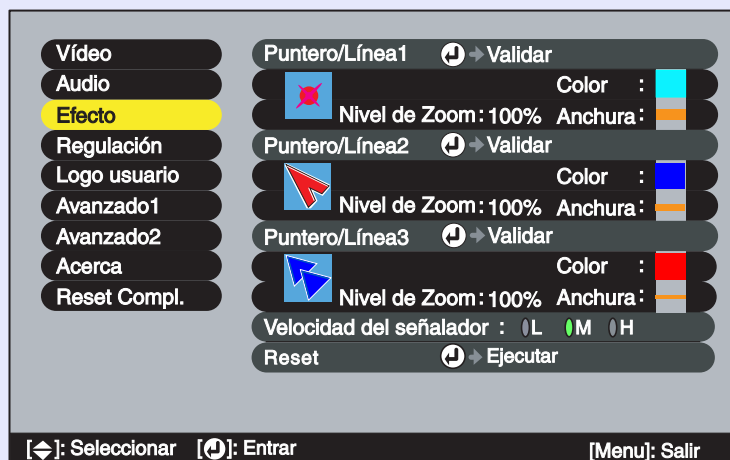 Vídeo
Audio
Efecto
Regulación
Logo usuario
Avanzado1
Avanzado2
Acerca
Reset Compl.
Puntero/Línea1 Validar
Color :
Nivel de Zoom: 100% Anchura:
Puntero/Línea2 Validar
Color :
Nivel de Zoom: 100% Anchura:
Puntero/Línea3 Validar
Color :
Nivel de Zoom: 100% Anchura:
Velocidad del señalador : L M H
Reset Ejecutar
[ ]: Seleccionar [ ]: Entrar [Menu]: Salir